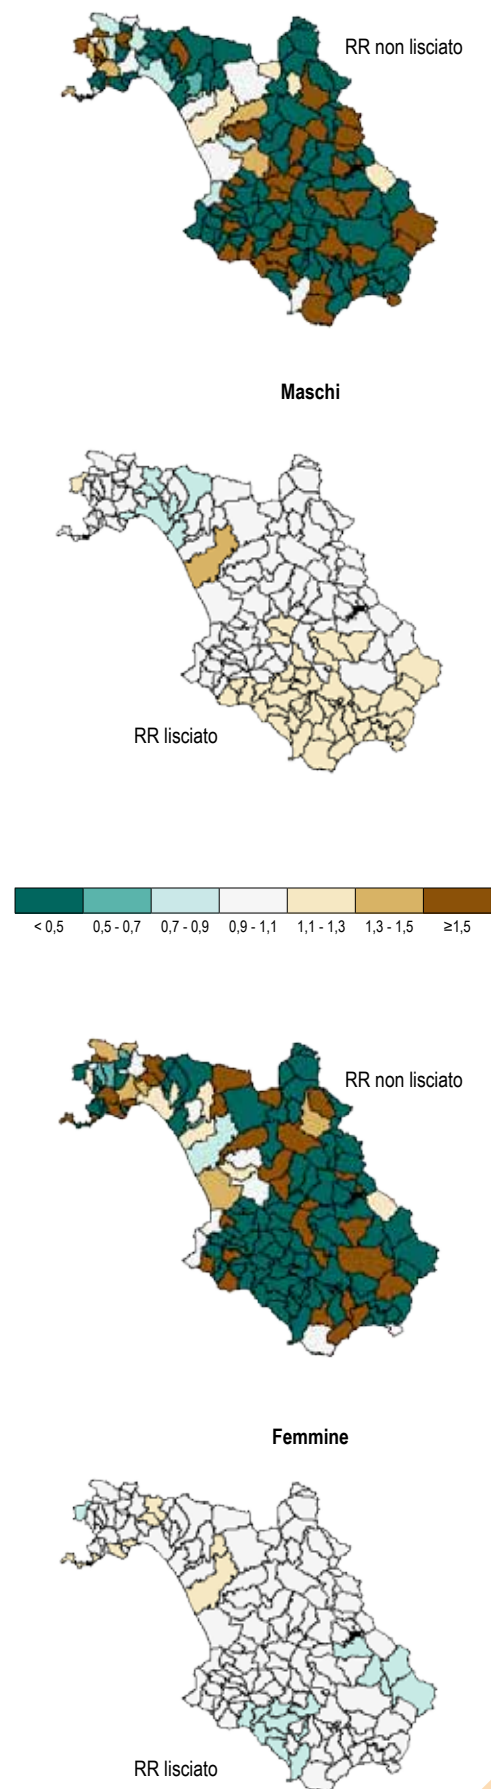 RR non lisciato
Maschi
RR lisciato
< 0,5 0,5 - 0,7 0,7 - 0,9 0,9 - 1,1 1,1 - 1,3 1,3 - 1,5 ≥1,5
RR non lisciato
Femmine
RR lisciato